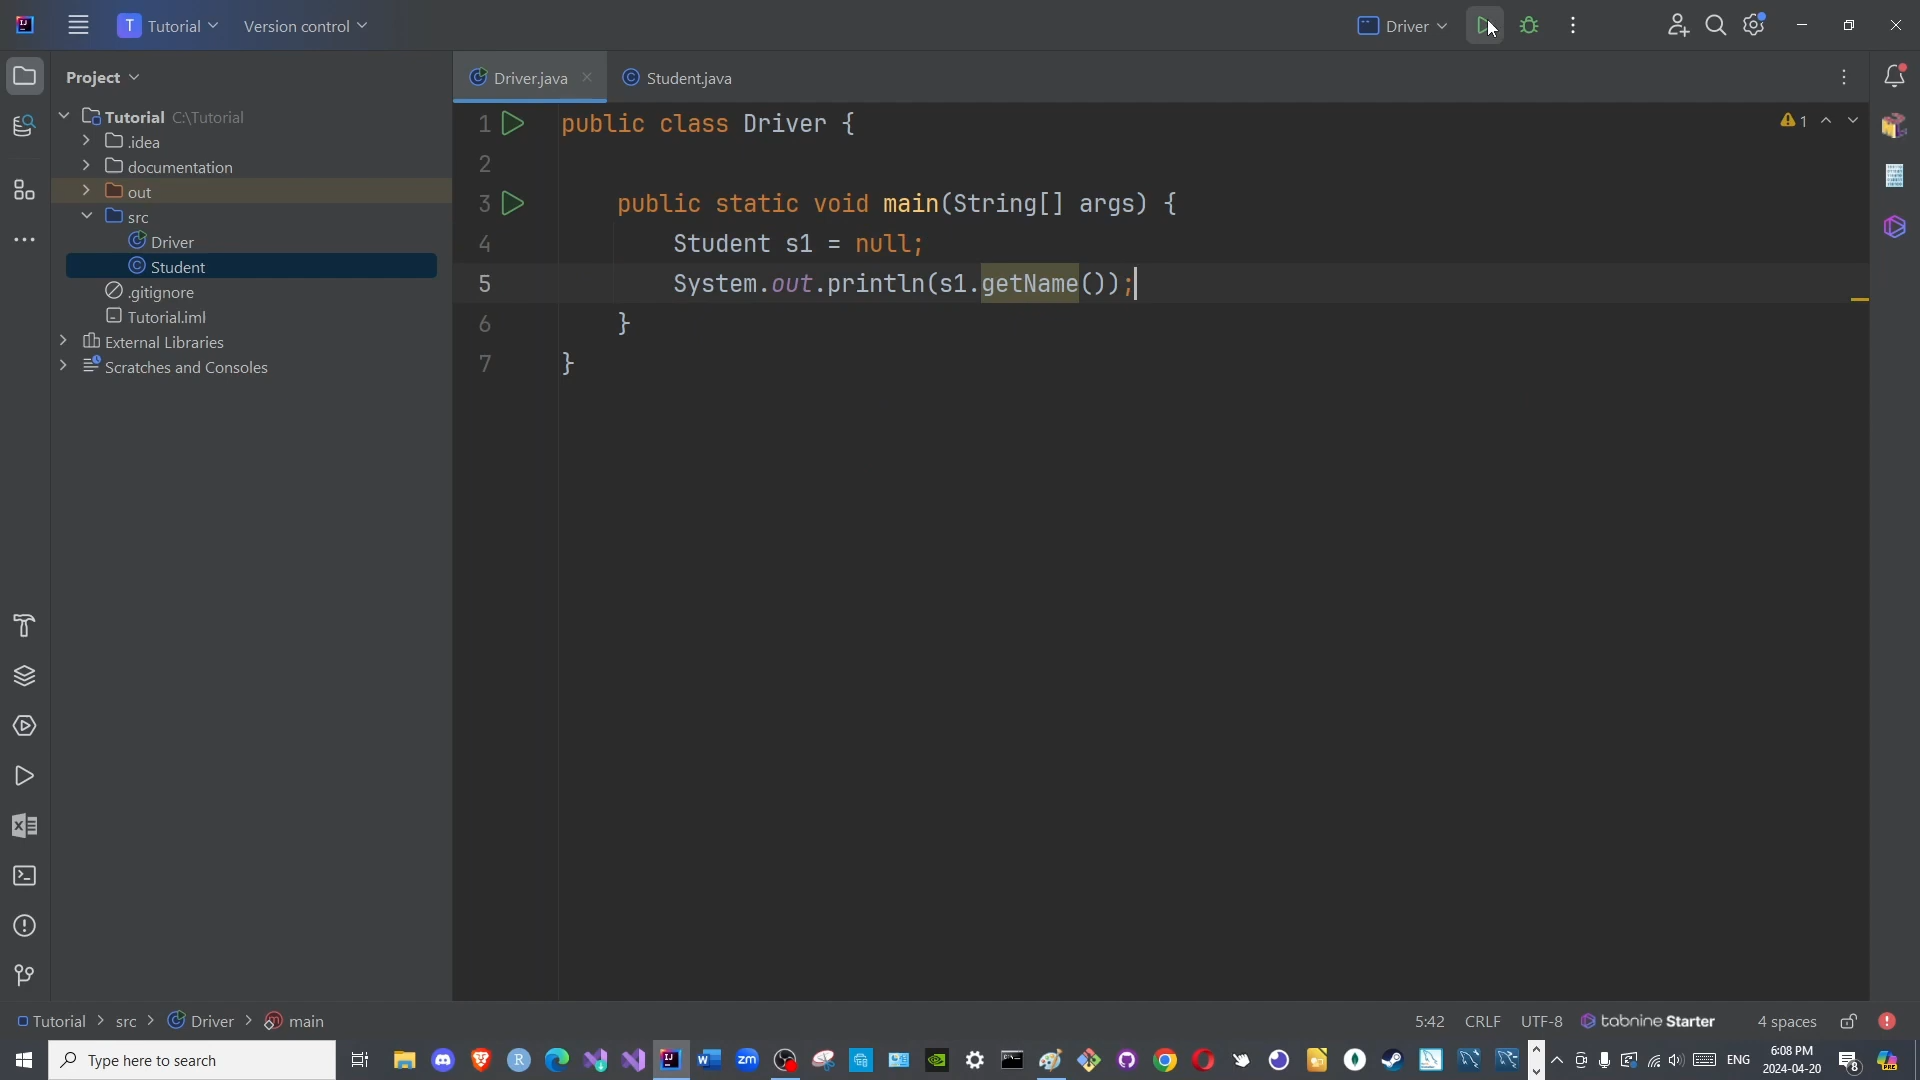 T Tutorial Version control Driver
Project
Driver.java Student.java
Tutorial C:\Tutorial
.idea
documentation
out
src
Driver
Student
.gitignore
Tutorial.iml
External Libraries
Scratches and Consoles
1 public class Driver {
2
3 public static void main(String[] args) {
4 Student s1 = null;
5 System.out.println(s1.getName());
6 }
7 }
1
Tutorial > src > Driver > main 5:42 CRLF UTF-8 tabnine Starter 4 spaces
Type here to search ENG 6:08 PM
2024-04-20 8